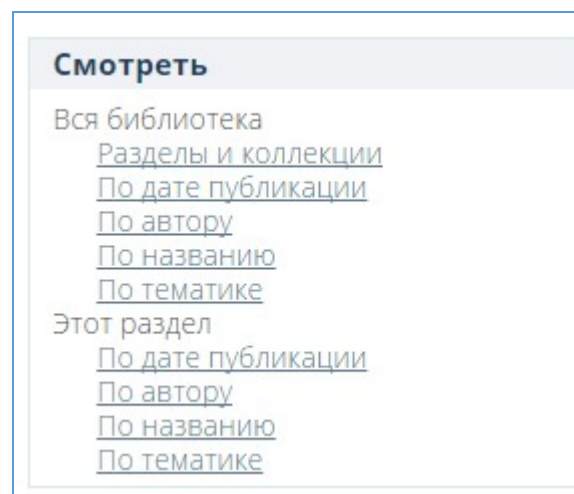 Смотреть
Вся библиотека
Разделы и коллекции
По дате публикации
По автору
По названию
По тематике
Этот раздел
По дате публикации
По автору
По названию
По тематике